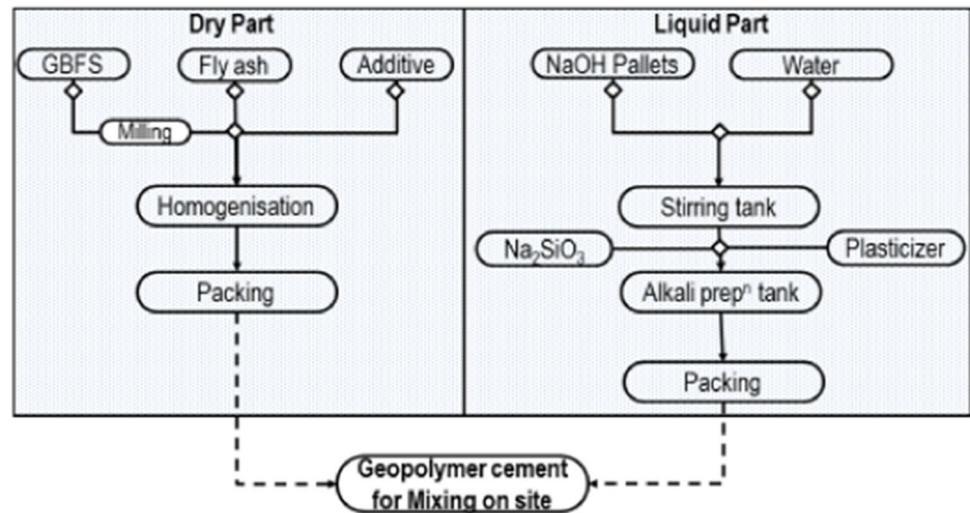 Dry Part
GBFS
Fly ash
Additive
Milling
Homogenisation
Packing
Liquid Part
NaOH Pallets
Water
Stirring tank
Na₂SiO₃
Plasticizer
Alkali prepⁿ tank
Packing
Geopolymer cement
for Mixing on site